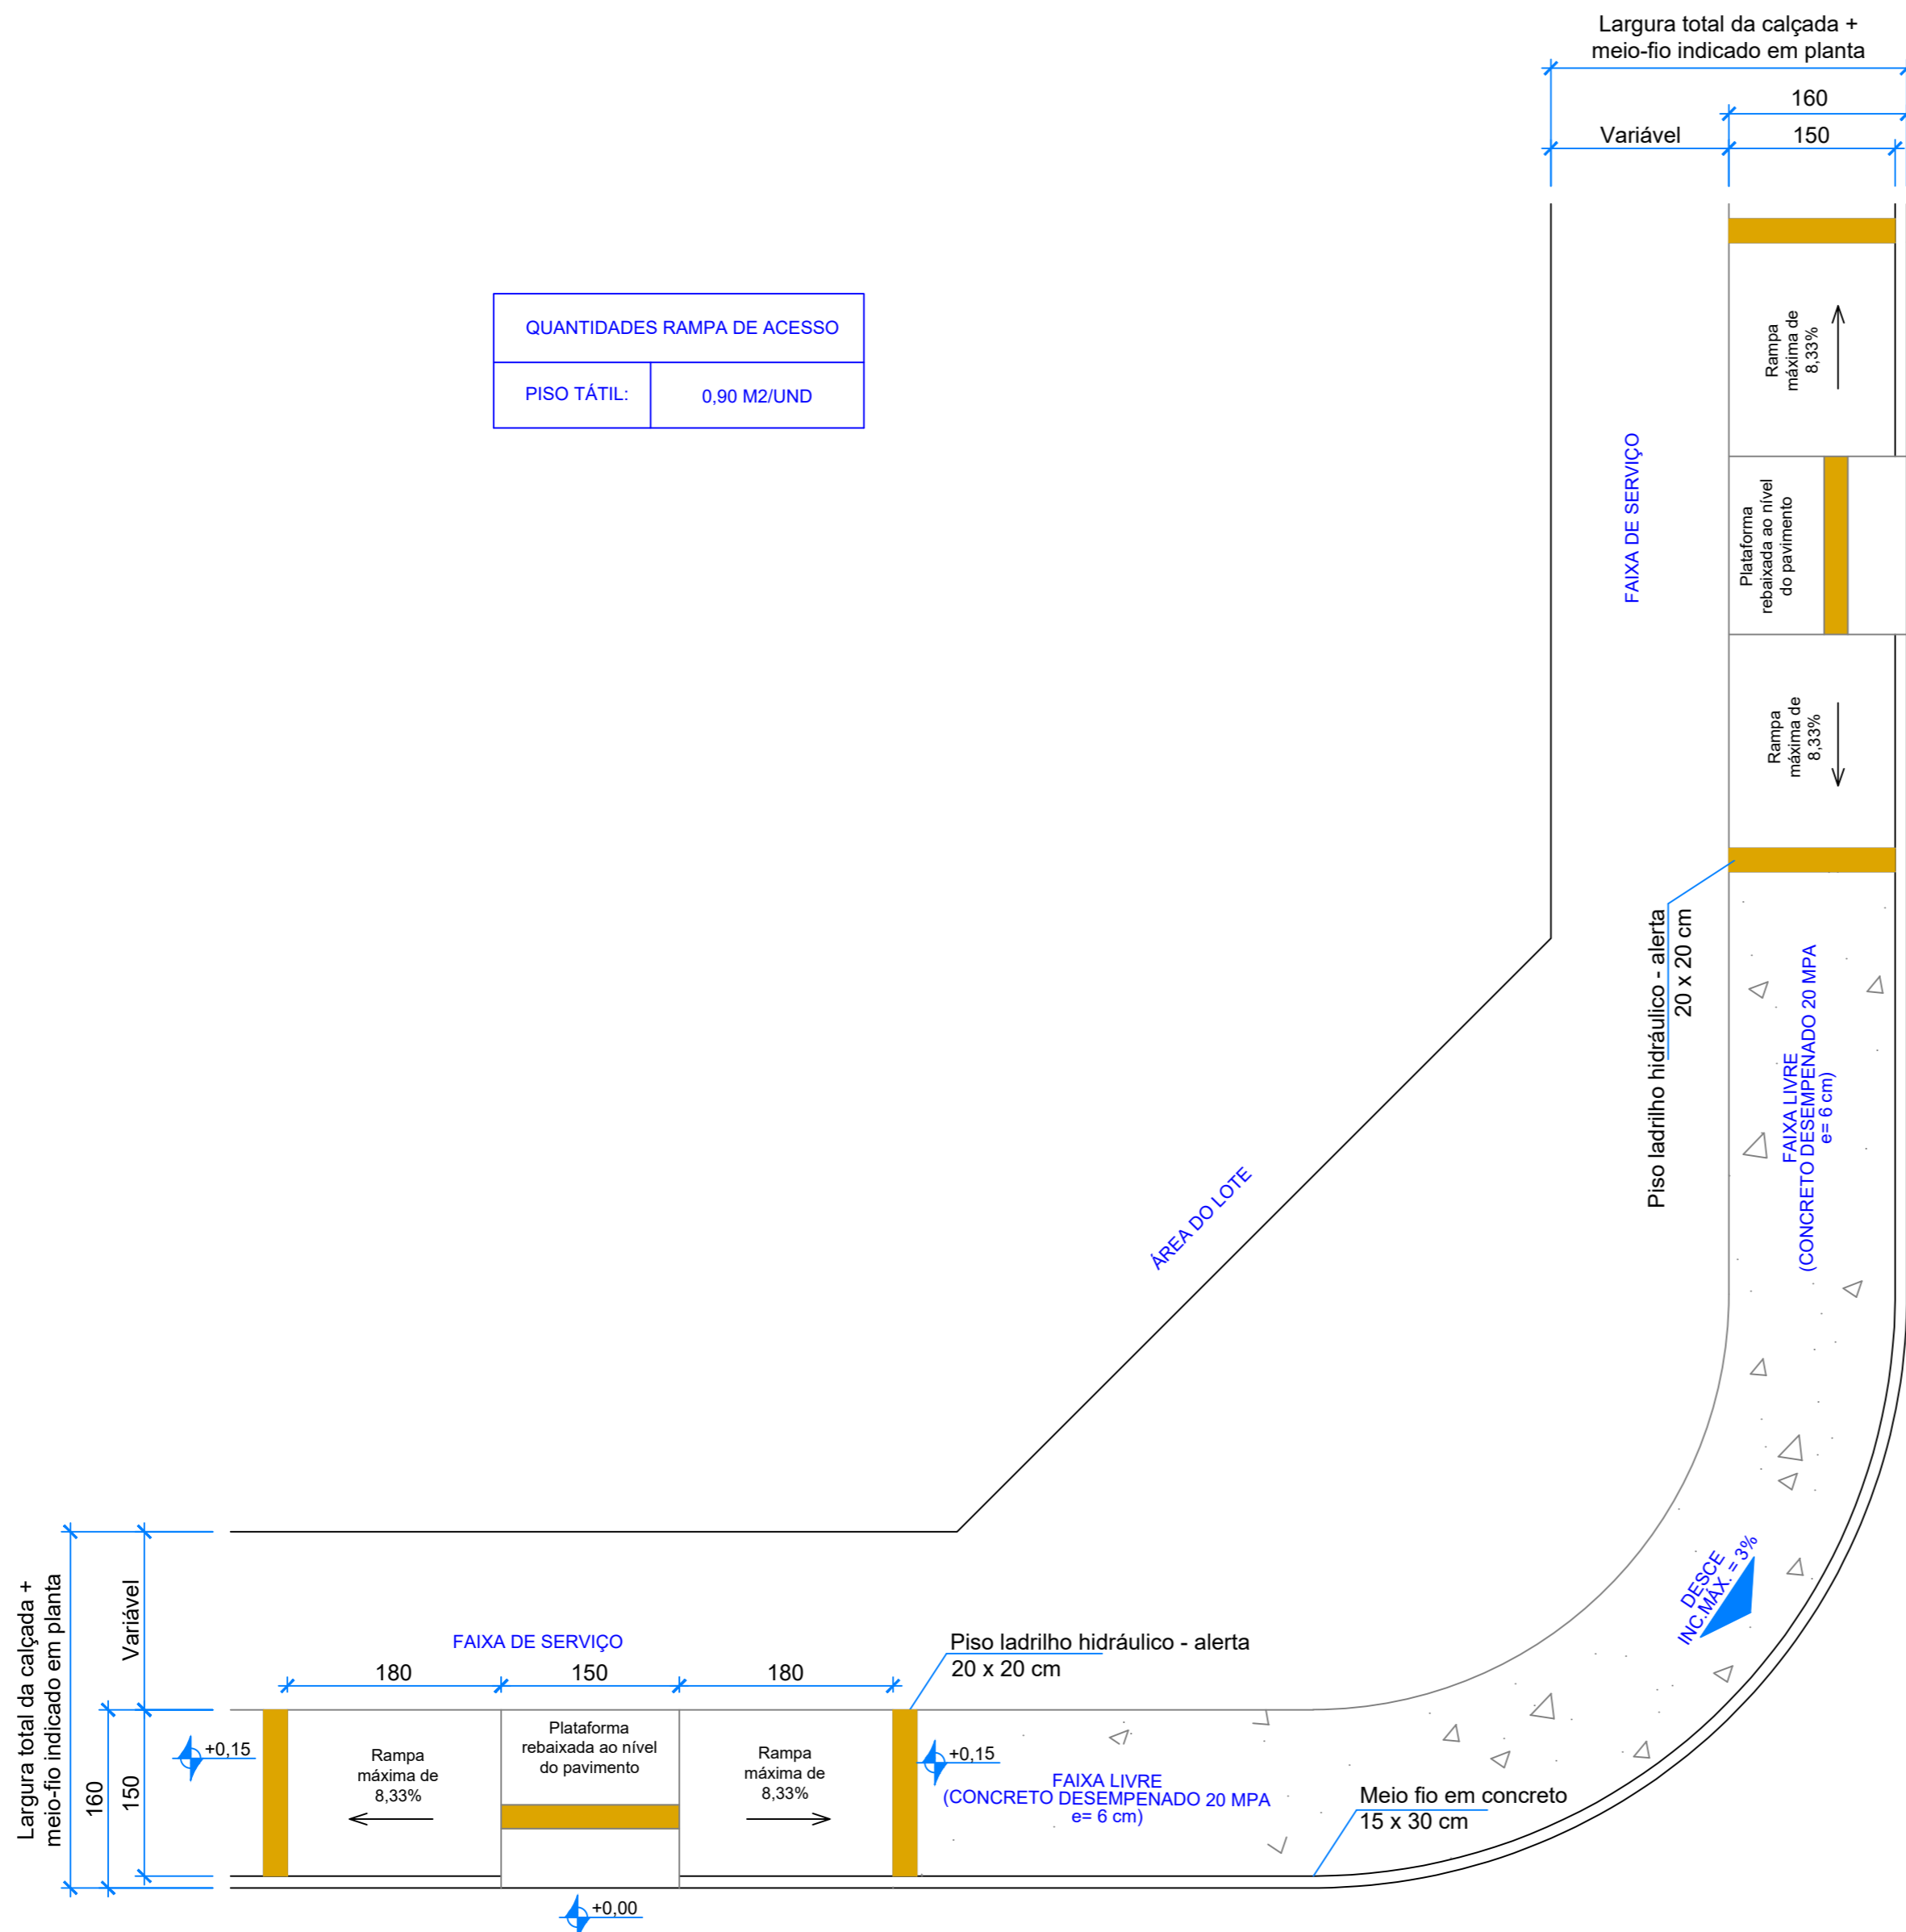 Largura total da calçada +
meio-fio indicado em planta
160
Variável
150
QUANTIDADES RAMPA DE ACESSO
PISO TÁTIL:
0,90 M2/UND
Rampa
máxima de
8,33%
FAIXA DE SERVIÇO
Plataforma
rebaixada ao nível
do pavimento
Rampa
máxima de
8,33%
Piso ladrilho hidráulico - alerta
20 x 20 cm
FAIXA LIVRE
(CONCRETO DESEMPENADO 20 MPA
e= 6 cm)
ÁREA DO LOTE
DESCE
INC.MÁX. = 3%
Largura total da calçada +
meio-fio indicado em planta
Variável
160
150
FAIXA DE SERVIÇO
180
150
180
Piso ladrilho hidráulico - alerta
20 x 20 cm
+0,15
Rampa
máxima de
8,33%
Plataforma
rebaixada ao nível
do pavimento
Rampa
máxima de
8,33%
+0,15
FAIXA LIVRE
(CONCRETO DESEMPENADO 20 MPA
e= 6 cm)
Meio fio em concreto
15 x 30 cm
+0,00